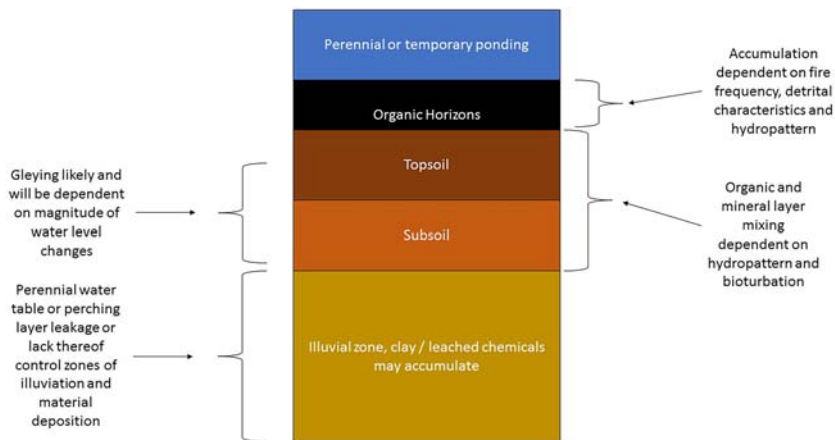 Perennial or temporary ponding
Organic Horizons
Topsoil
Subsoil
Illuvial zone, clay / leached chemicals
may accumulate
Gleying likely and
will be dependent
on magnitude of
water level
changes
Perennial water
table or perching
layer leakage or
lack thereof
control zones of
illuviation and
material
deposition
Accumulation
dependent on fire
frequency, detrital
characteristics and
hydropattern
Organic and
mineral layer
mixing
dependent on
hydropattern and
bioturbation